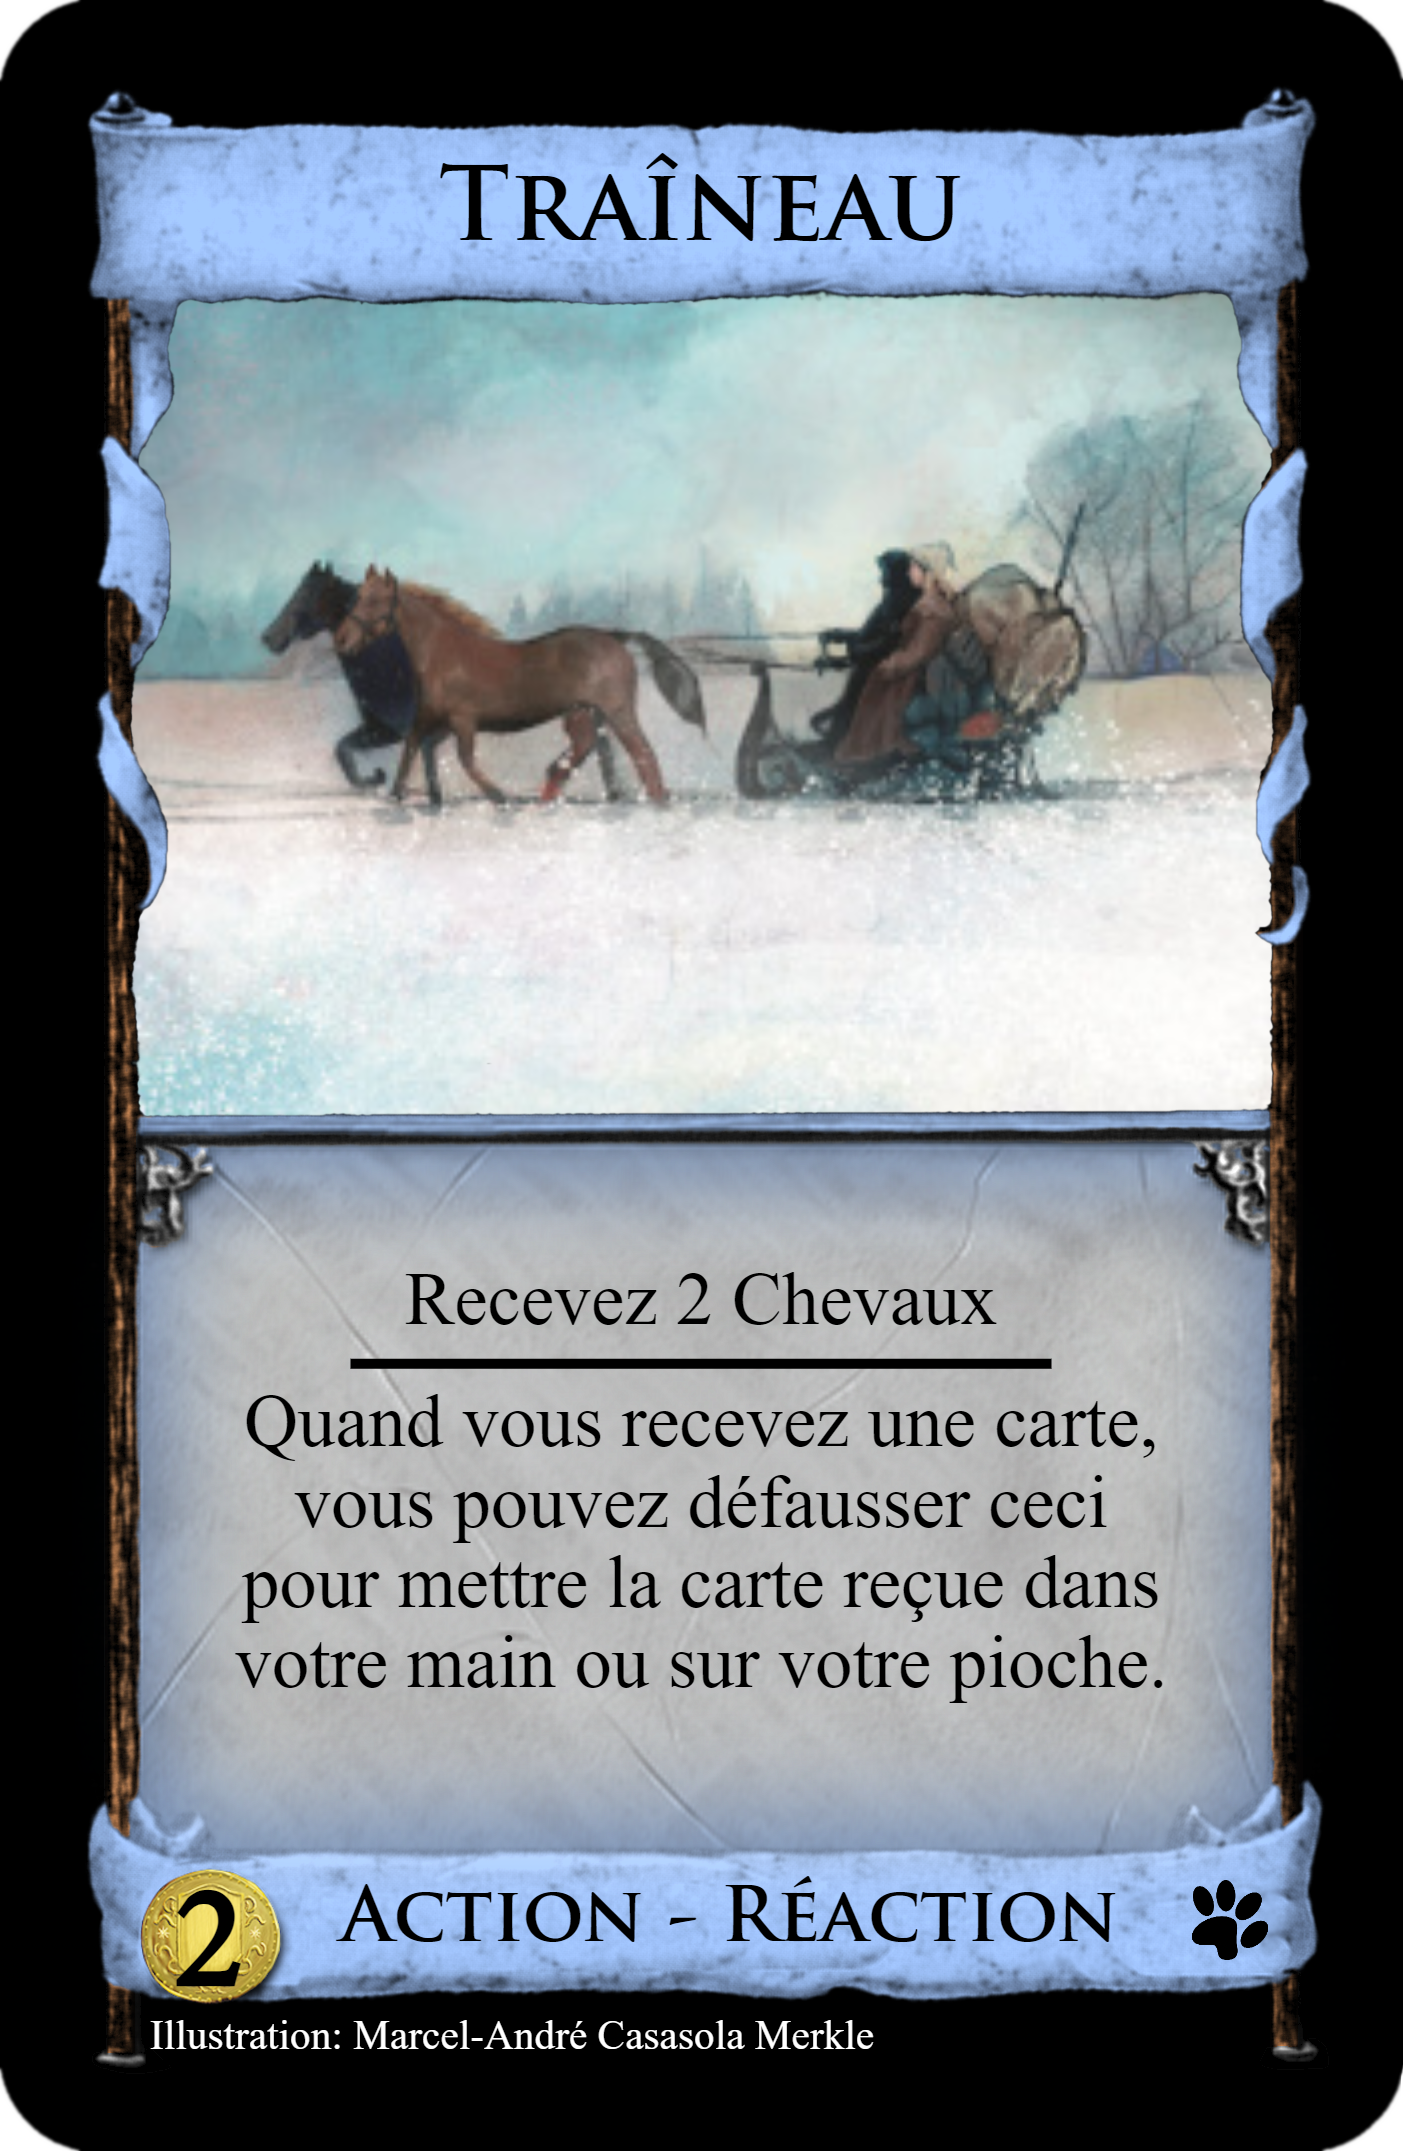 Traîneau
Recevez 2 Chevaux
Quand vous recevez une carte,
vous pouvez défausser ceci
pour mettre la carte reçue dans
votre main ou sur votre pioche.
2 Action - Réaction
Illustration: Marcel-André Casasola Merkle